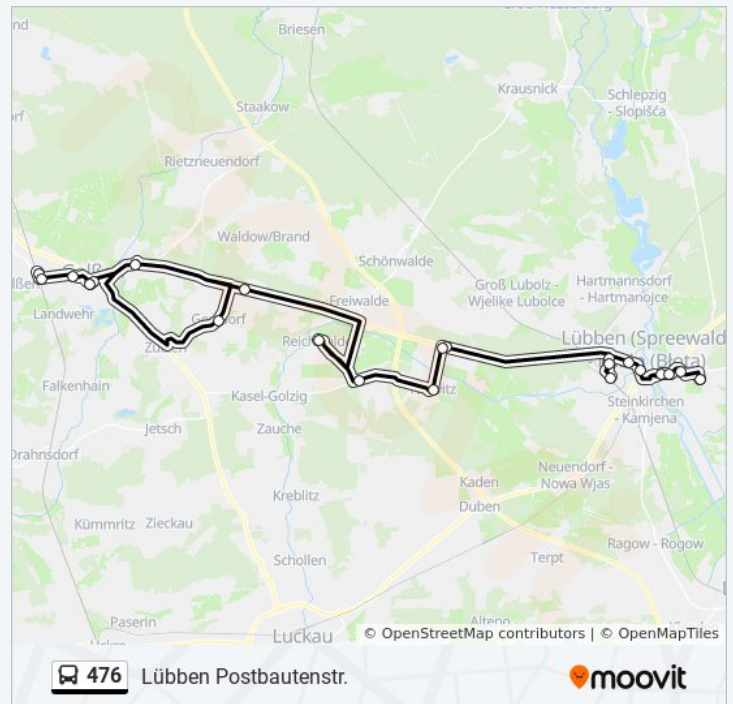 Briesen
Krausnick
Schlepzig
- Slopišća
Staakow
Rietzneuendorf
Waldow/Brand
Schönwalde
Hartmannsdorf
- Hartmanojce
Groß Lubolz -
Wjelike Lubolce
Landwehr
Freiwalde
Lübben (Spreewald
(Błota)
Falkenhain
Kasel-Golzig
Steinkirchen
- Kamjena
Jetsch
Zauche
Drahnsdorf
Neuendorf -
Nowa Wjas
Kaden
Duben
Kreblitz
Kümmritz
Zieckau
Ragow - Rogow
Schollen
Terpt
Paserin
Luckau
© OpenStreetMap contributors | © OpenMapTiles
476
Lübben Postbautenstr.
moovit